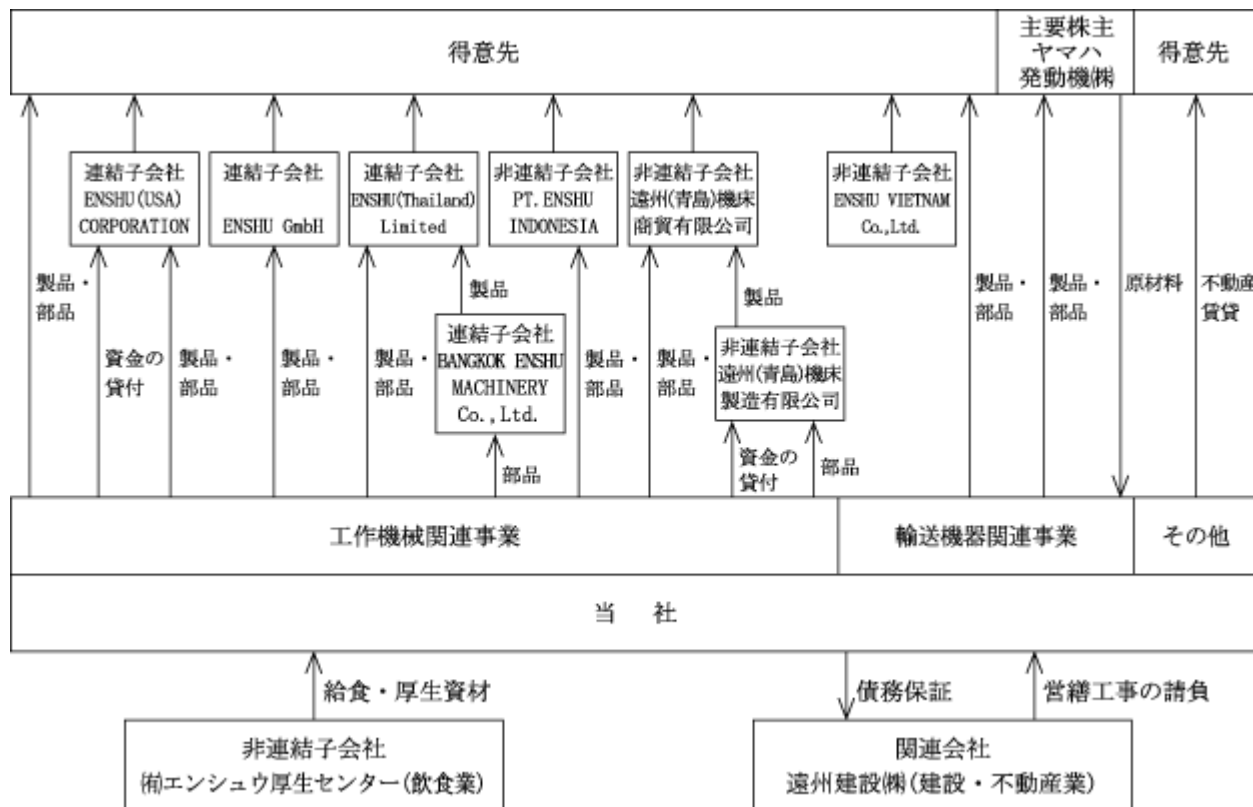 得意先
主要株主
ヤマハ
発動機㈱
得意先
連結子会社
ENSHU(USA)
CORPORATION
連結子会社
ENSHU GmbH
連結子会社
ENSHU(Thailand)
Limited
非連結子会社
PT.ENSHU
INDONESIA
非連結子会社
遠州(青島)機床
商貿有限公司
非連結子会社
ENSHU VIETNAM
Co.,Ltd.
製品・
部品
資金の
貸付
製品・
部品
製品・
部品
製品・
部品
製品
連結子会社
BANGKOK ENSHU
MACHINERY
Co.,Ltd.
部品
製品・
部品
製品・
部品
製品
非連結子会社
遠州(青島)機床
製造有限公司
資金の
貸付
部品
製品・
部品
製品・
部品
原材料
不動産
賃貸
工作機械関連事業
輸送機器関連事業
その他
当 社
給食・厚生資材
債務保証
営繕工事の請負
非連結子会社
㈲エンシュウ厚生センター(飲食業)
関連会社
遠州建設㈱(建設・不動産業)